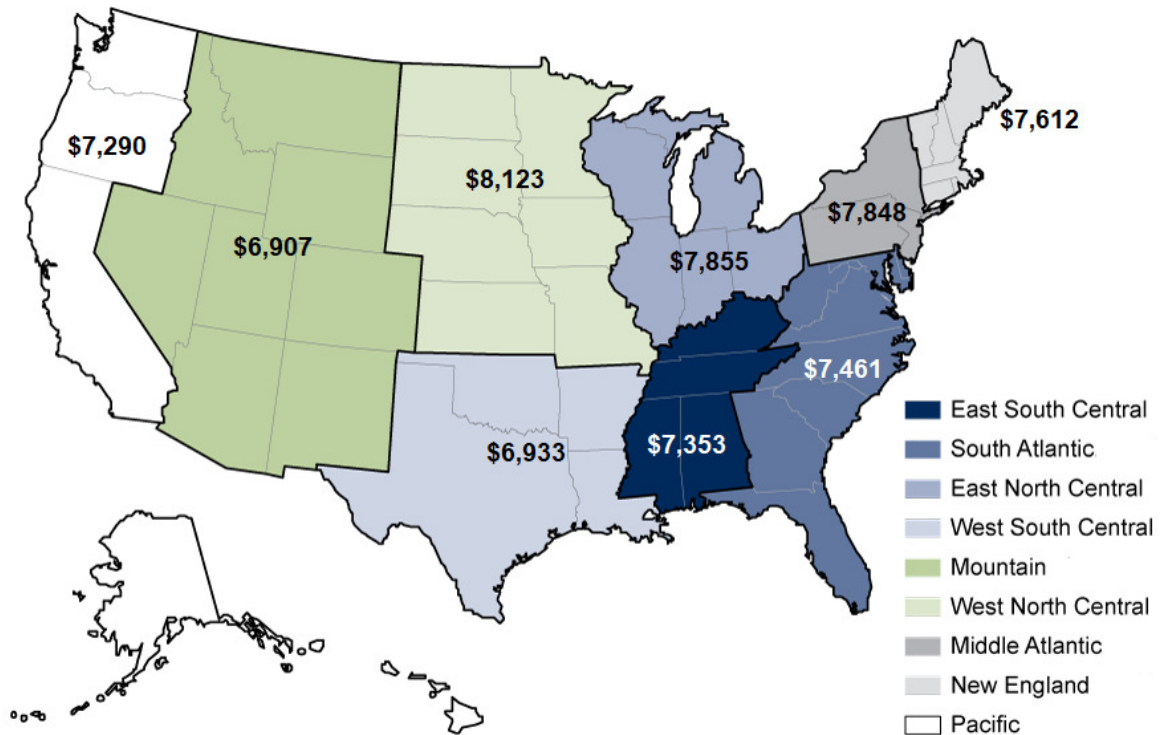 $7,612
$7,290
$8,123
$7,848
$6,907
$7,855
$7,461
$6,933
$7,353
East South Central
South Atlantic
East North Central
West South Central
Mountain
West North Central
Middle Atlantic
New England
Pacific